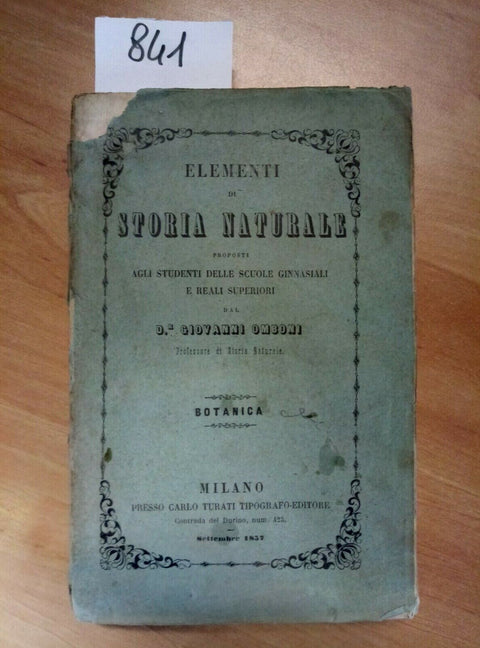 841
ELEMENTI
DI
STORIA NATURALE
PROPOSTI
AGLI STUDENTI DELLE SCUOLE GINNASIALI
E REALI SUPERIORI
DAL
D.r GIOVANNI OMBONI
Professore di Storia Naturale.
BOTANICA
MILANO
PRESSO CARLO TURATI TIPOGRAFO-EDITORE
Contrada del Durino, num. 425.
Settembre 1857